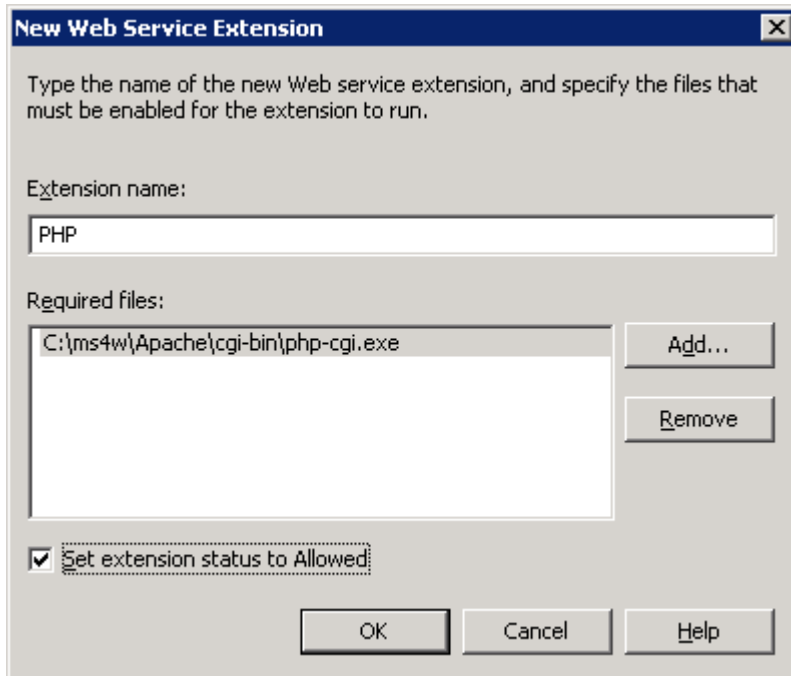 New Web Service Extension
Type the name of the new Web service extension, and specify the files that
must be enabled for the extension to run.
Extension name:
PHP
Required files:
C:\ms4w\Apache\cgi-bin\php-cgi.exe
Add...
Remove
Set extension status to Allowed
OK
Cancel
Help